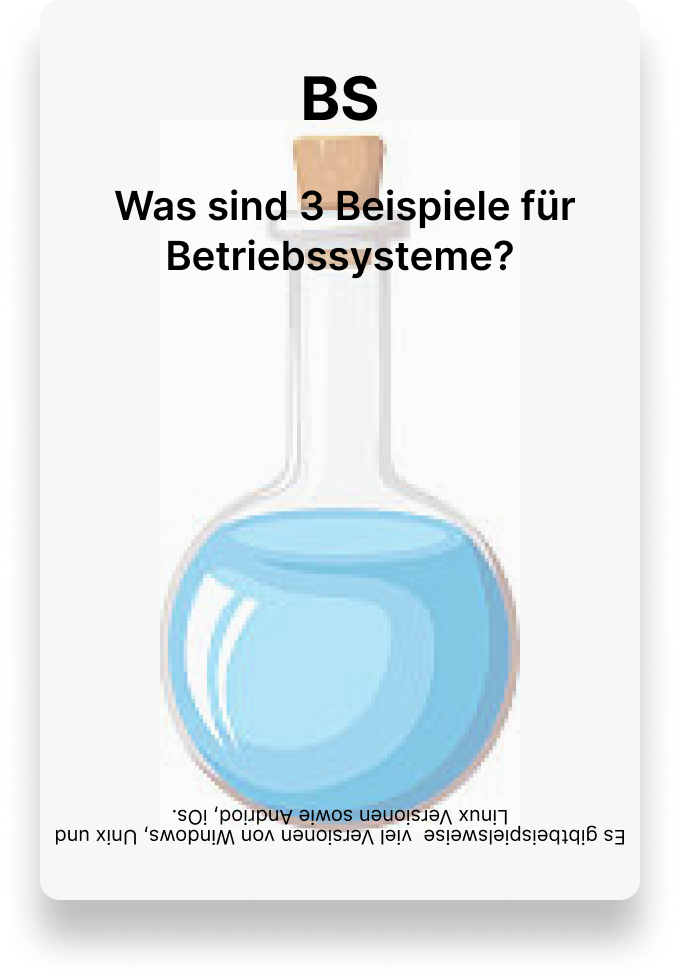 BS
Was sind 3 Beispiele für
Betriebssysteme?
Es gibtbeispielsweise  viel Versionen von Windows, Unix und
Linux Versionen sowie Andriod, iOs.